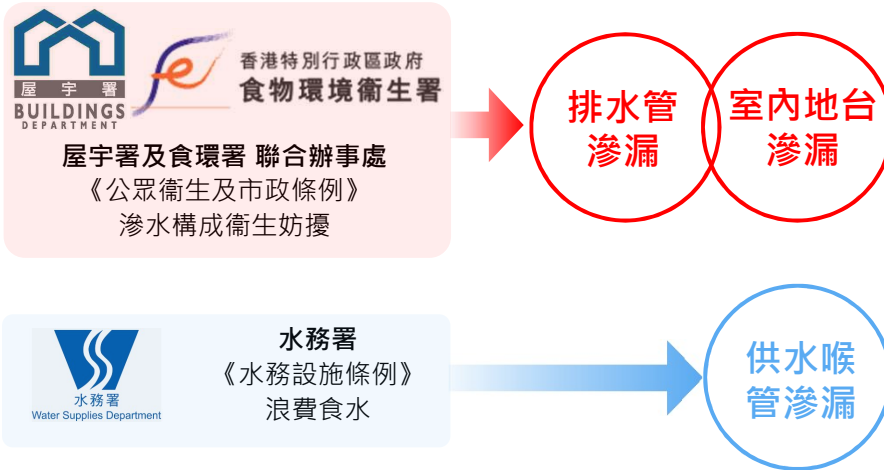 屋宇署
BUILDINGS
DEPARTMENT
香港特別行政區政府
食物環境衞生署
屋宇署及食環署 聯合辦事處
《公眾衞生及市政條例》
滲水構成衞生妨擾
排水管
滲漏
室內地台
滲漏
水務署
Water Supplies Department
水務署
《水務設施條例》
浪費食水
供水喉
管滲漏